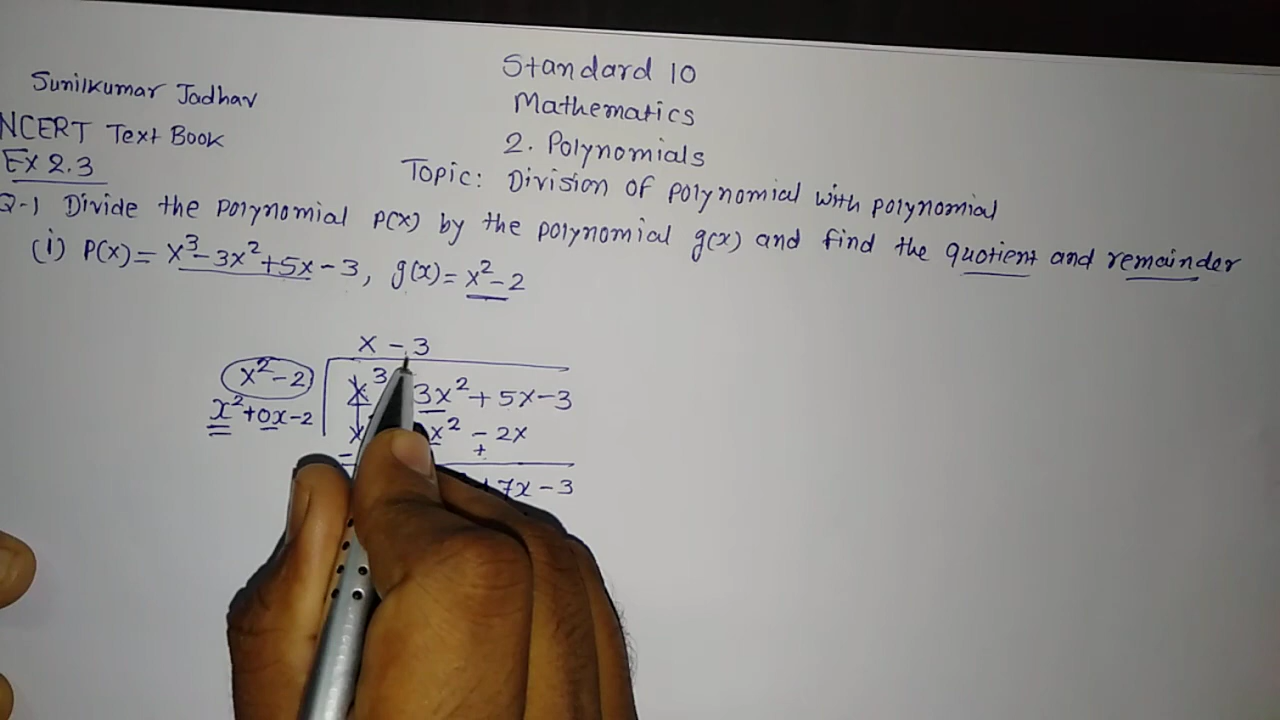 Standard 10
Sunilkumar Jadhav
Mathematics
NCERT Text Book
2. Polynomials
Ex 2.3
Topic: Division of polynomial with polynomial
Q-1 Divide the polynomial P(x) by the polynomial g(x) and find the quotient and remainder
(i) P(x) = x³ - 3x² + 5x - 3, g(x) = x² - 2
x - 3
x² - 2
x³ 3x² + 5x - 3
x² + 0x - 2
x x² - 2x
- +
+ 7x - 3